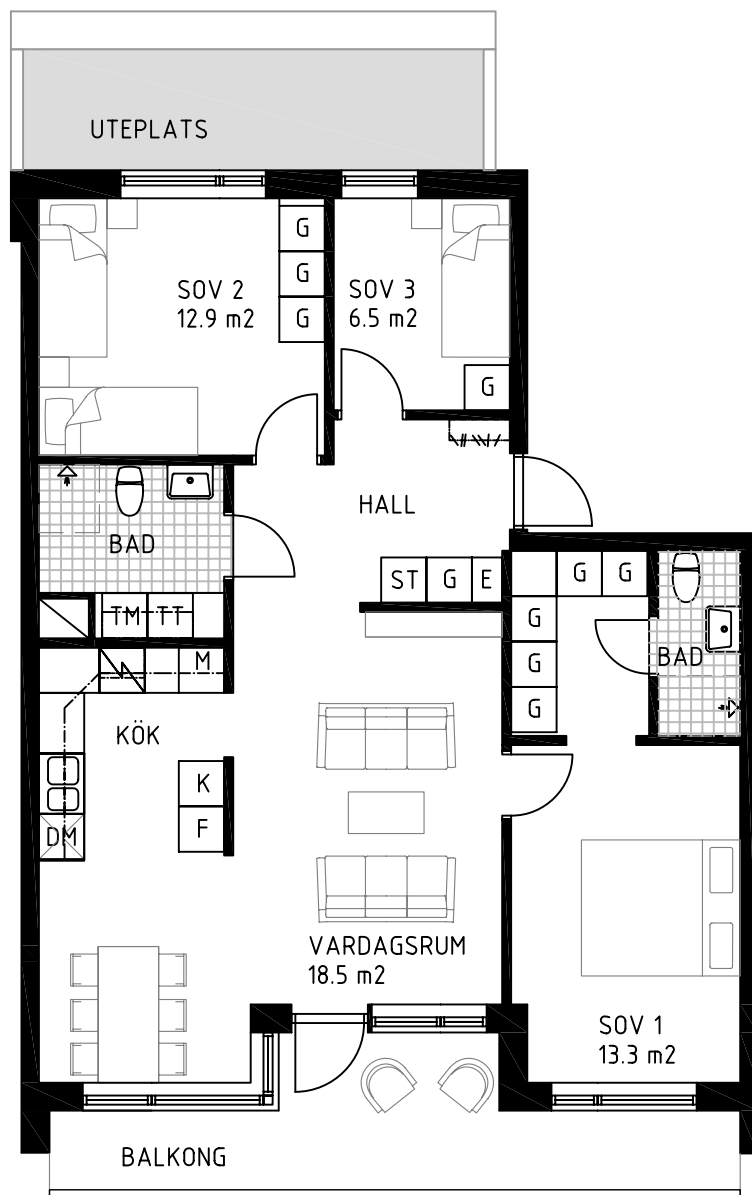 UTEPLATS
G
G
G
SOV 2
12.9 m2
SOV 3
6.5 m2
G
HALL
BAD
ST G E
G G
TM TT
G
G
G
BAD
M
KÖK
K
F
DM
VARDAGSRUM
18.5 m2
SOV 1
13.3 m2
BALKONG